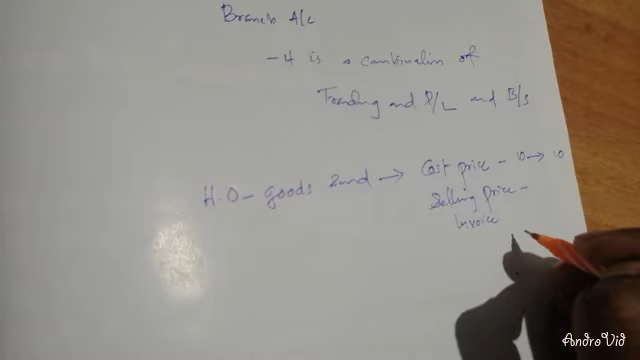 Branch A/c
- It is a combination of
Trading and P/L and B/S
H.O - goods send → Cost price - 10 → 10
Selling price -
Invoice
AndroVid